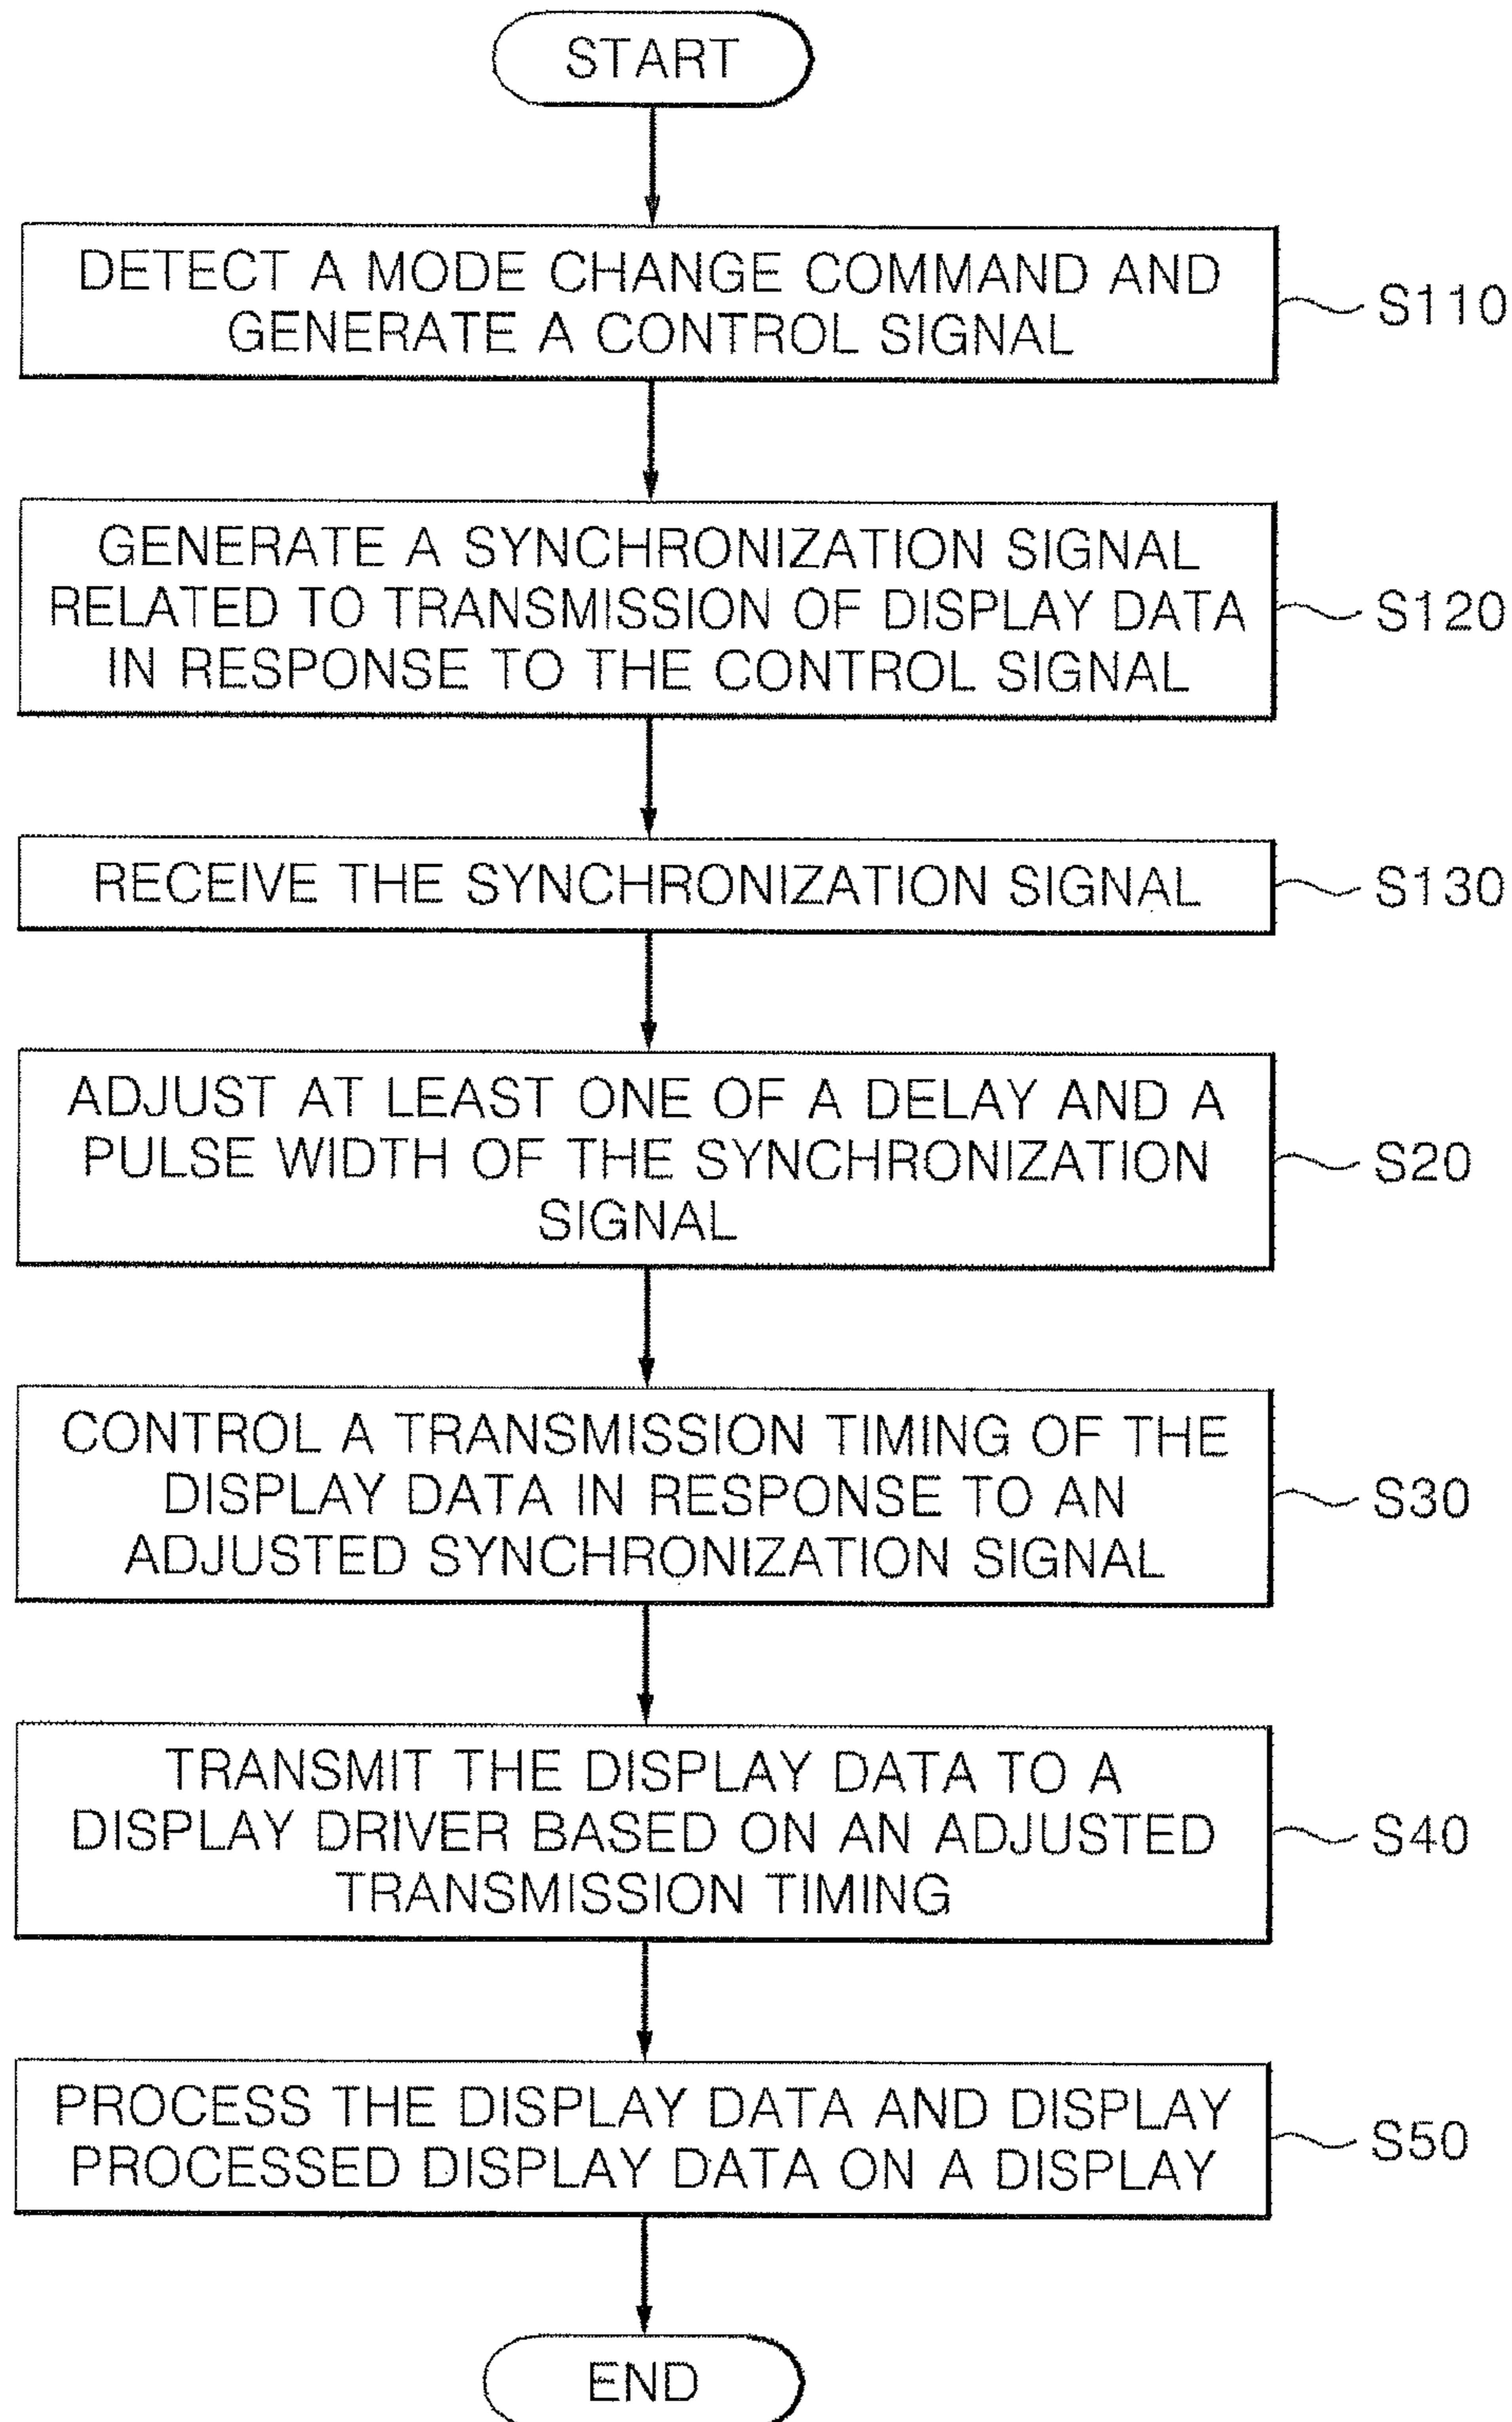 START
DETECT A MODE CHANGE COMMAND AND
GENERATE A CONTROL SIGNAL
S110
GENERATE A SYNCHRONIZATION SIGNAL
RELATED TO TRANSMISSION OF DISPLAY DATA
IN RESPONSE TO THE CONTROL SIGNAL
S120
RECEIVE THE SYNCHRONIZATION SIGNAL
S130
ADJUST AT LEAST ONE OF A DELAY AND A
PULSE WIDTH OF THE SYNCHRONIZATION
SIGNAL
S20
CONTROL A TRANSMISSION TIMING OF THE
DISPLAY DATA IN RESPONSE TO AN
ADJUSTED SYNCHRONIZATION SIGNAL
S30
TRANSMIT THE DISPLAY DATA TO A
DISPLAY DRIVER BASED ON AN ADJUSTED
TRANSMISSION TIMING
S40
PROCESS THE DISPLAY DATA AND DISPLAY
PROCESSED DISPLAY DATA ON A DISPLAY
S50
END